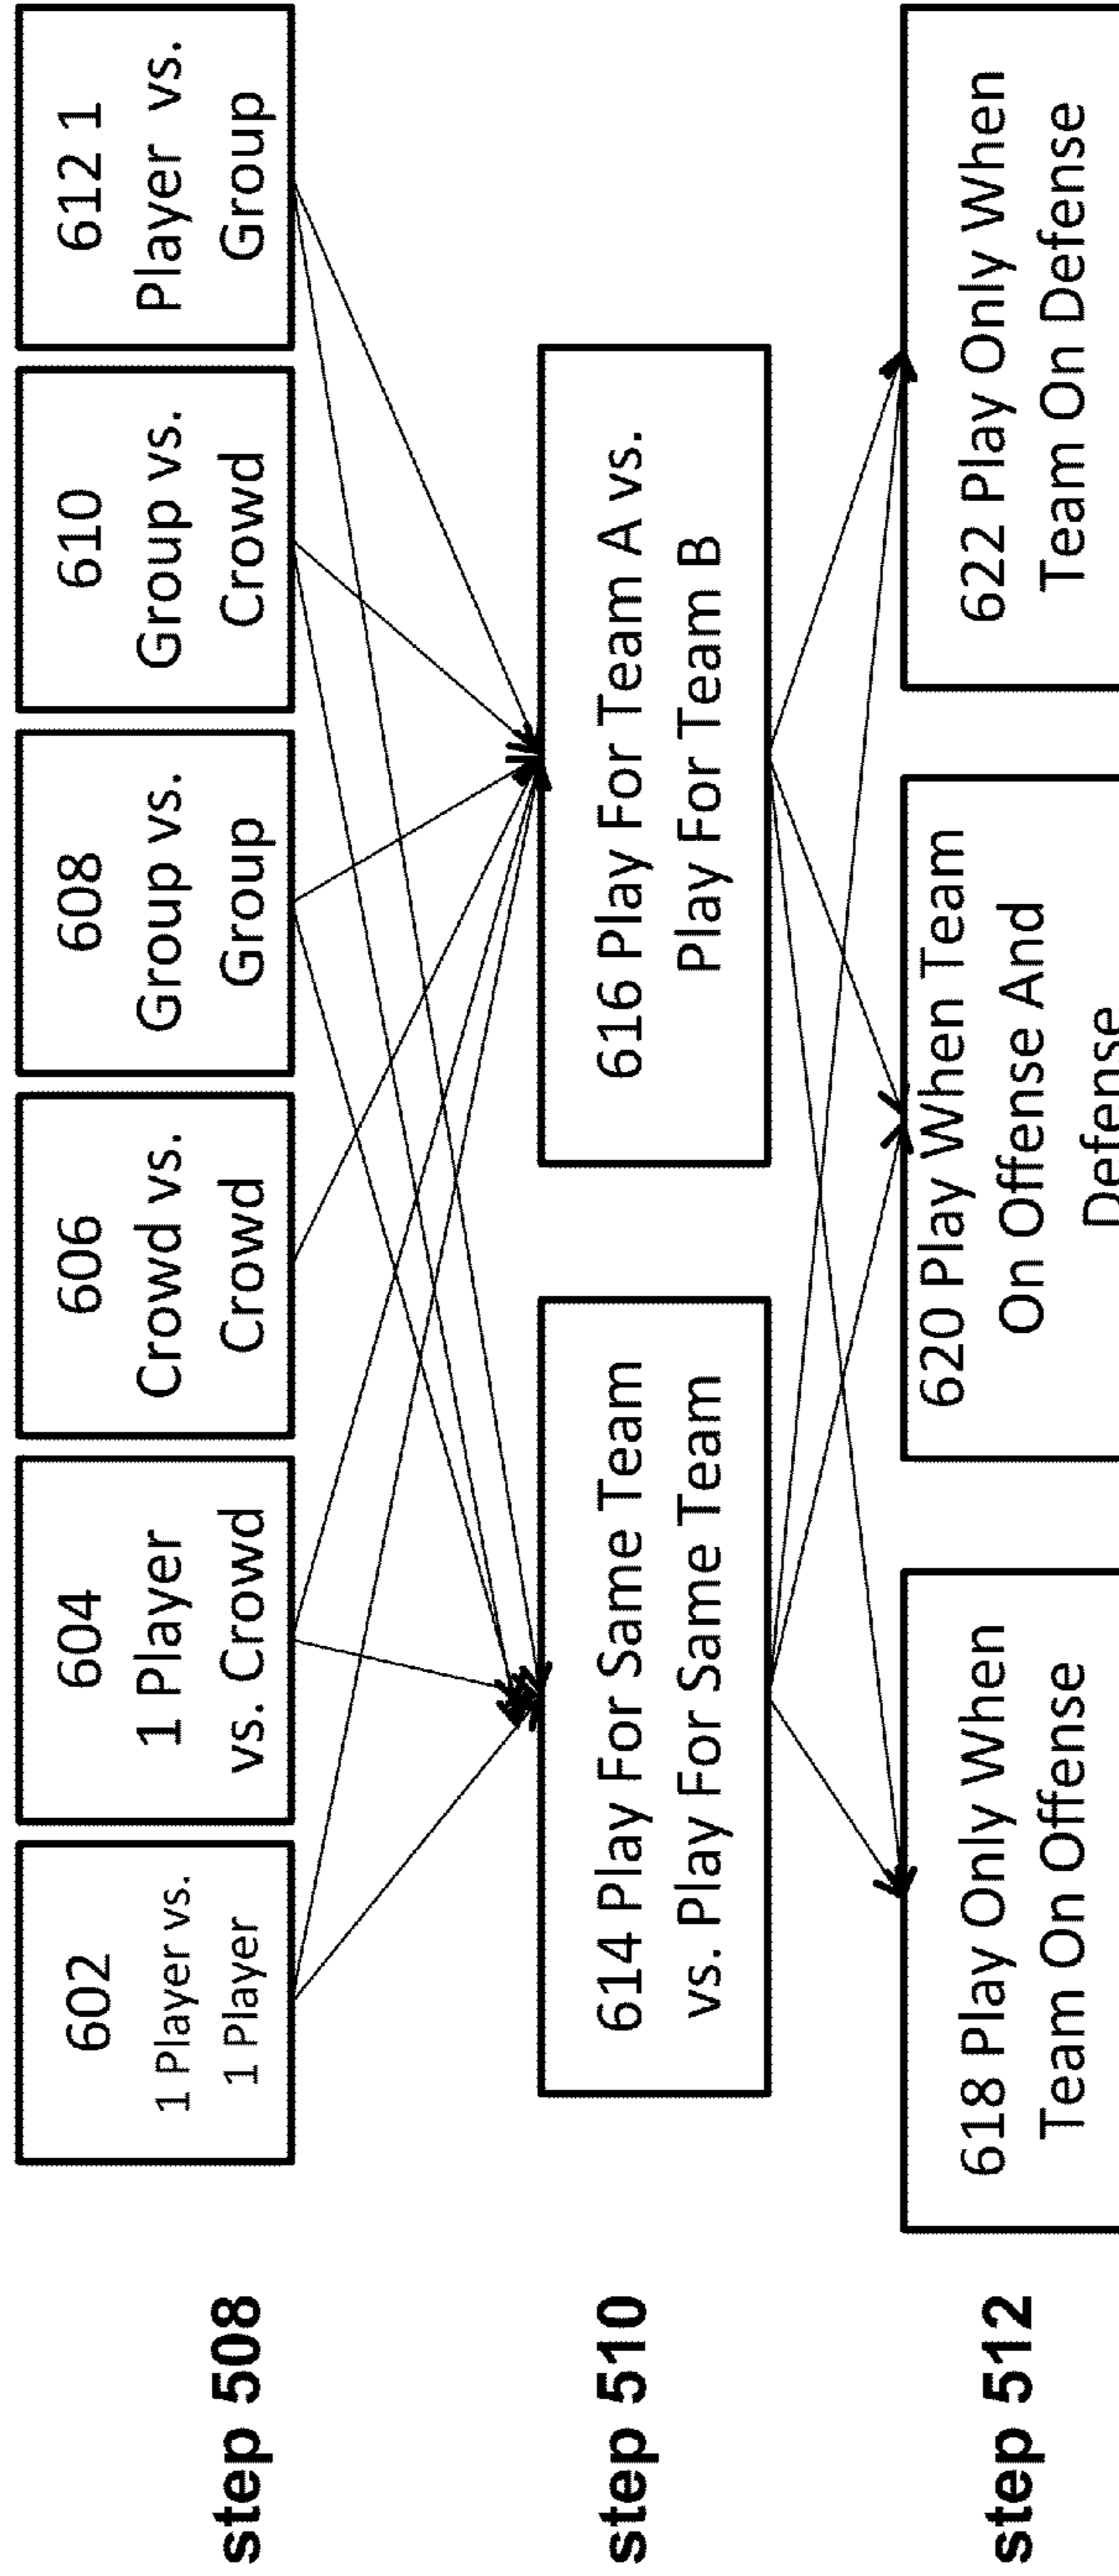 step 508
602
1 Player vs.
1 Player
604
1 Player
vs. Crowd
606
Crowd vs.
Crowd
608
Group vs.
Group
610
Group vs.
Crowd
612 1
Player vs.
Group
step 510
614 Play For Same Team
vs. Play For Same Team
616 Play For Team A vs.
Play For Team B
step 512
618 Play Only When
Team On Offense
620 Play When Team
On Offense And
Defense
622 Play Only When
Team On Defense